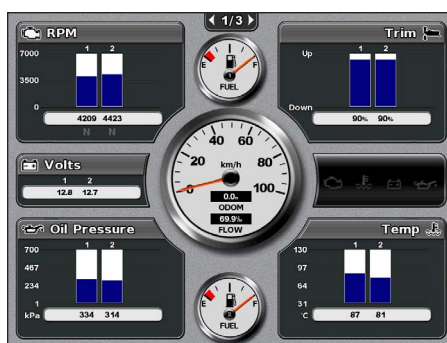 RPM
1 2
7000
3500
0
4209 4423
N N
1/3
E F
1
FUEL
Trim
Up
1 2
Down
90% 90%
Volts
1 2
12.8 12.7
0 20 40 60 80 100
km/h
0.0
ODOM
69.9%
FLOW
Oil Pressure
1 2
700
467
234
1
kPa
334 314
E F
2
FUEL
Temp
1 2
130
97
64
31
°C
87 81